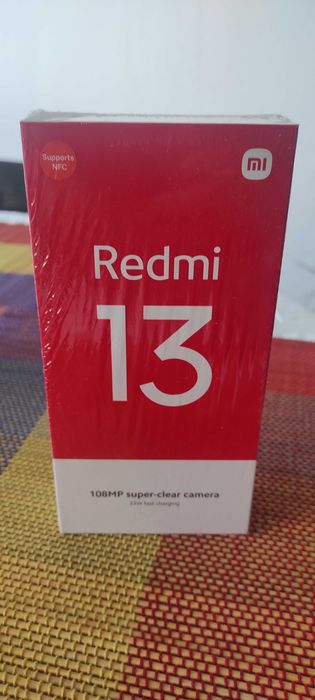 Supports
NFC
mi
Redmi
13
108MP super-clear camera
33W fast charging